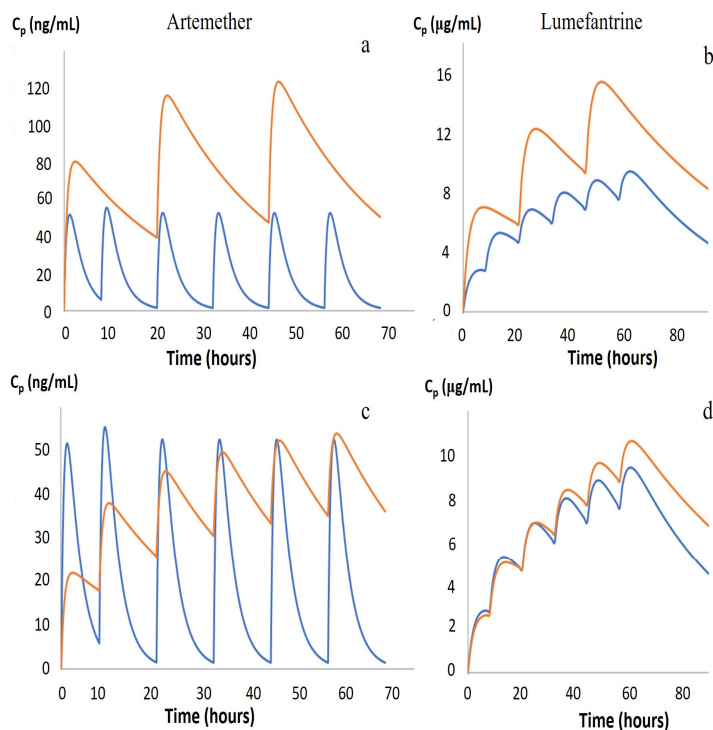 Artemether
Lumefantrine
Cp (ng/mL)
a
120
100
80
60
40
20
0
0 10 20 30 40 50 60 70
Time (hours)
Cp (μg/mL)
b
16
12
8
4
0
0 20 40 60 80
Time (hours)
Cp (ng/mL)
c
50
40
30
20
10
0
0 10 20 30 40 50 60 70
Time (hours)
Cp (μg/mL)
d
10
8
6
4
2
0
0 20 40 60 80
Time (hours)